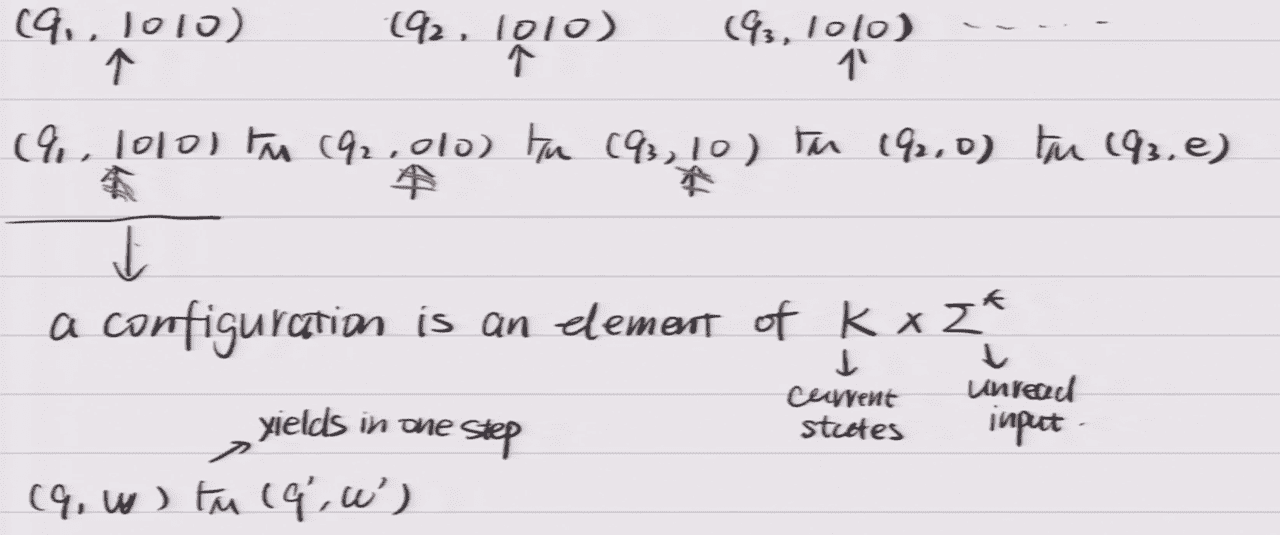 (q₁, 1010) (q₂, 1010) (q₃, 1010) - - - - - -
↑ ↑ ↑
(q₁, 1010) ⊢ₘ (q₂, 010) ⊢ₘ (q₃, 10) ⊢ₘ (q₂, 0) ⊢ₘ (q₃, e)
↓
a configuration is an element of K × Σ*
↓ ↓
current unread
states input.
↗ yields in one step
(q, w) ⊢ₘ (q', w')